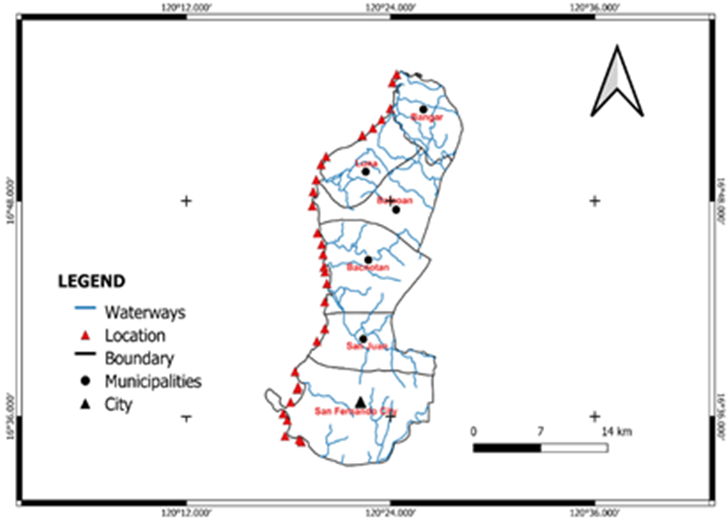 120°12.000' 120°24.000' 120°36.000'
Bangar
Luna
16°48.000' 16°48.000'
Balaoan
Bacnotan
LEGEND
Waterways
Location
Boundary
San Juan
Municipalities
City
San Fernando City
16°36.000' 16°36.000'
0 7 14 km
120°12.000' 120°24.000' 120°36.000'